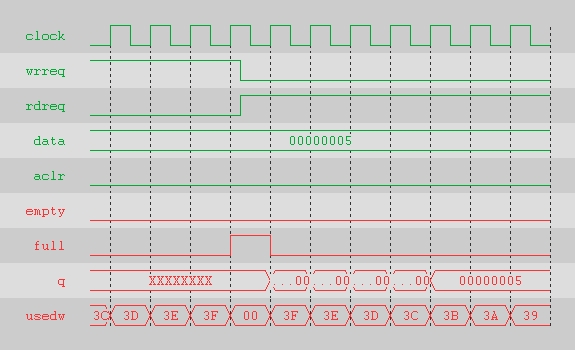 clock
wrreq
rdreq
data 00000005
aclr
empty
full
q XXXXXXXX ...00 ...00 ...00 ...00 00000005
usedw 3C 3D 3E 3F 00 3F 3E 3D 3C 3B 3A 39